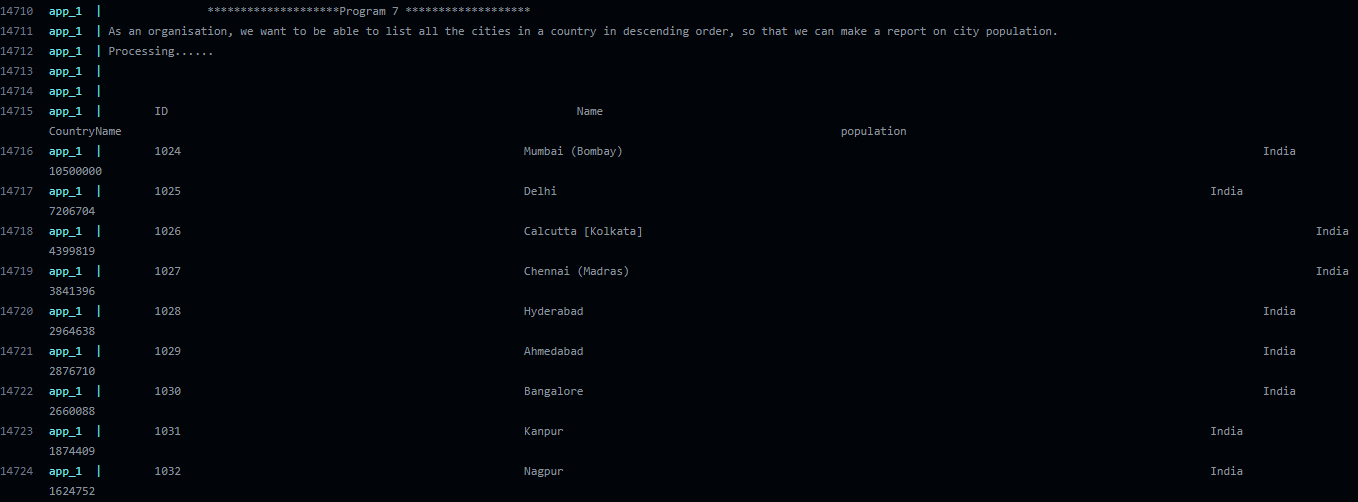 14710 app_1 | ********************Program 7 *******************
14711 app_1 | As an organisation, we want to be able to list all the cities in a country in descending order, so that we can make a report on city population.
14712 app_1 | Processing......
14713 app_1 |
14714 app_1 |
14715 app_1 | ID Name
CountryName population
14716 app_1 | 1024 Mumbai (Bombay) India
10500000
14717 app_1 | 1025 Delhi India
7206704
14718 app_1 | 1026 Calcutta [Kolkata] India
4399819
14719 app_1 | 1027 Chennai (Madras) India
3841396
14720 app_1 | 1028 Hyderabad India
2964638
14721 app_1 | 1029 Ahmedabad India
2876710
14722 app_1 | 1030 Bangalore India
2660088
14723 app_1 | 1031 Kanpur India
1874409
14724 app_1 | 1032 Nagpur India
1624752